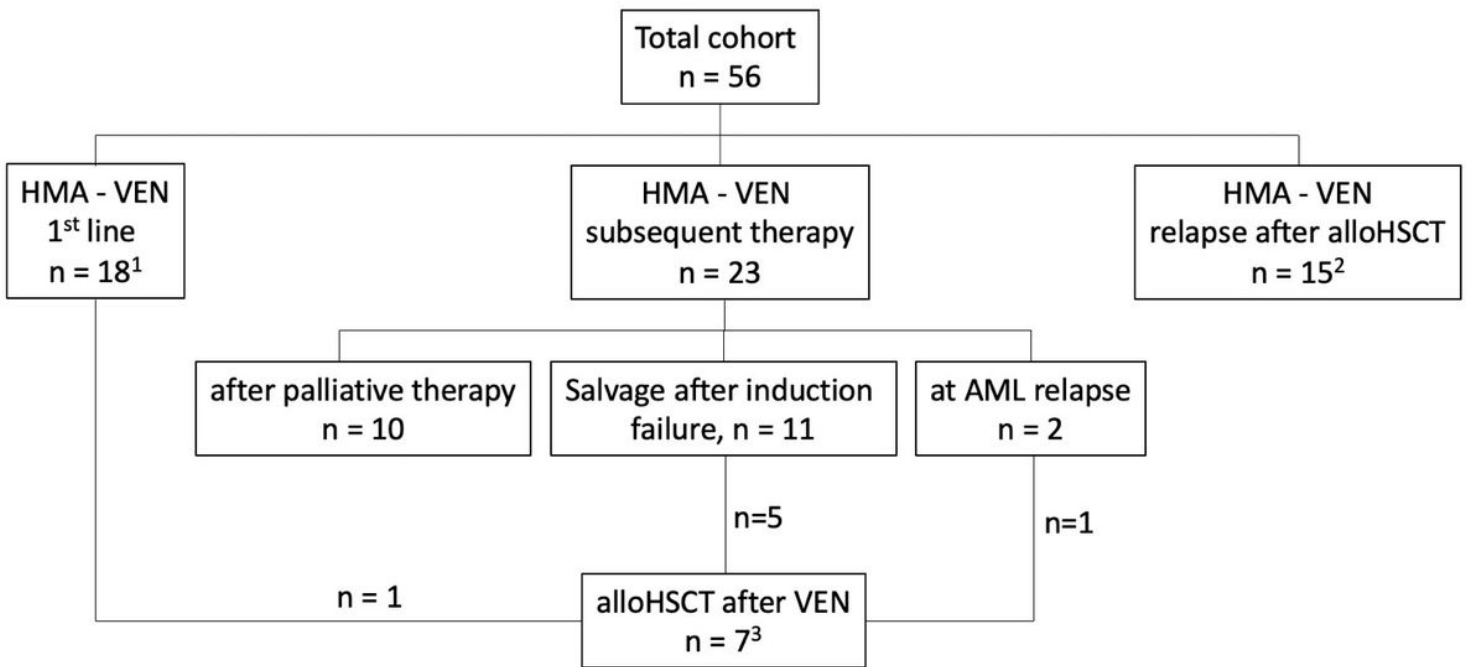 Total cohort
n = 56
HMA - VEN
1st line
n = 18¹
HMA - VEN
subsequent therapy
n = 23
HMA - VEN
relapse after alloHSCT
n = 15²
after palliative therapy
n = 10
Salvage after induction
failure, n = 11
at AML relapse
n = 2
n=5
n=1
n = 1
alloHSCT after VEN
n = 7³